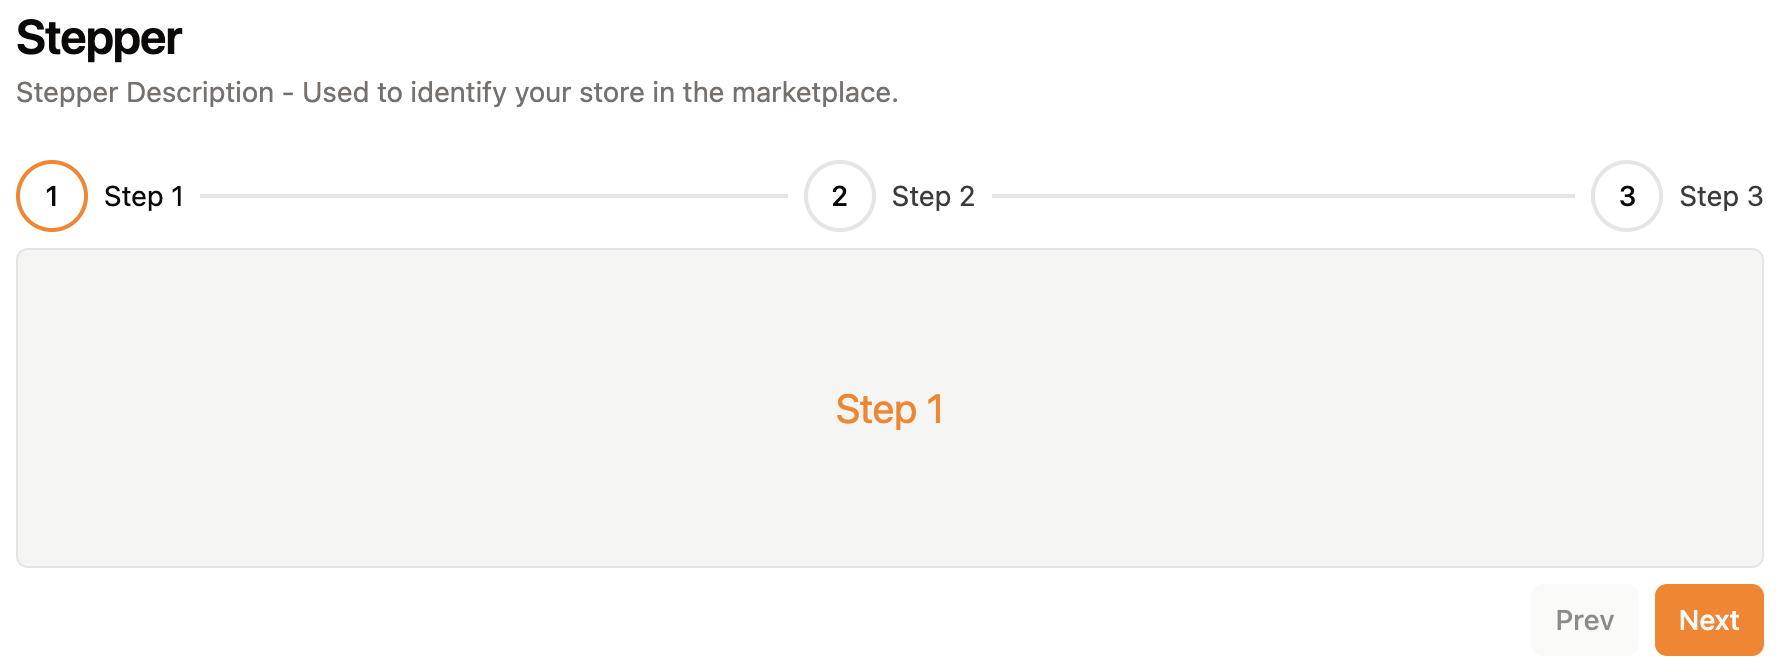 Stepper
Stepper Description - Used to identify your store in the marketplace.
1 Step 1 2 Step 2 3 Step 3
Step 1
Prev Next